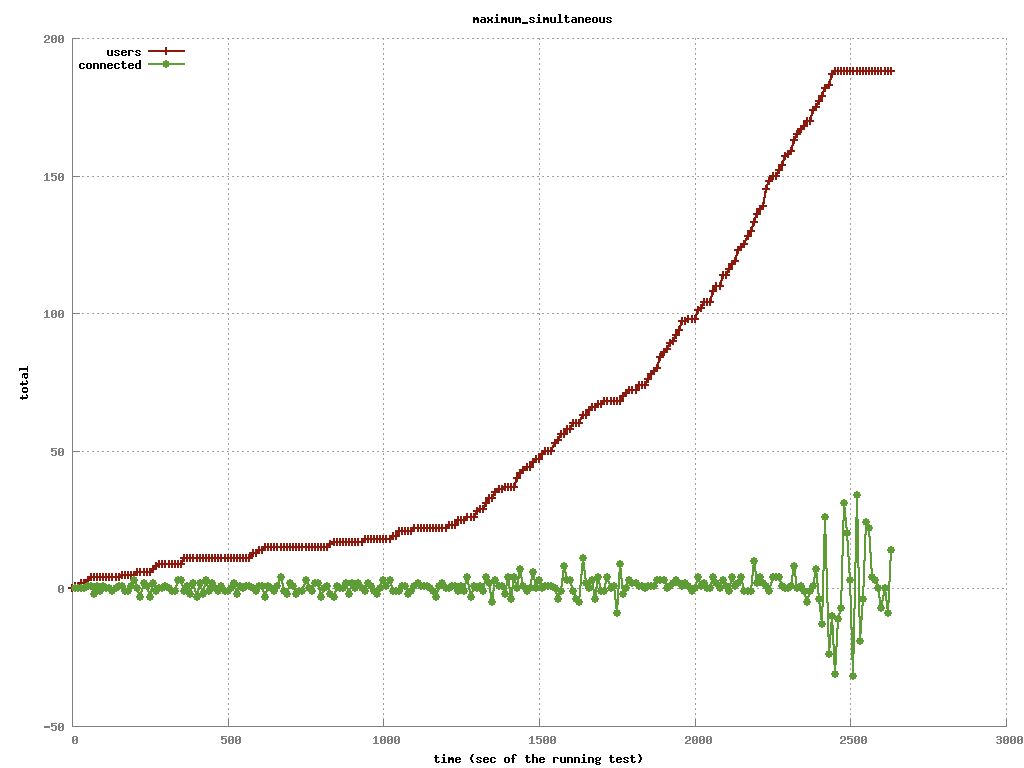 maximum_simultaneous
users
connected
200
150
100
50
0
-50
total
0 500 1000 1500 2000 2500 3000
time (sec of the running test)